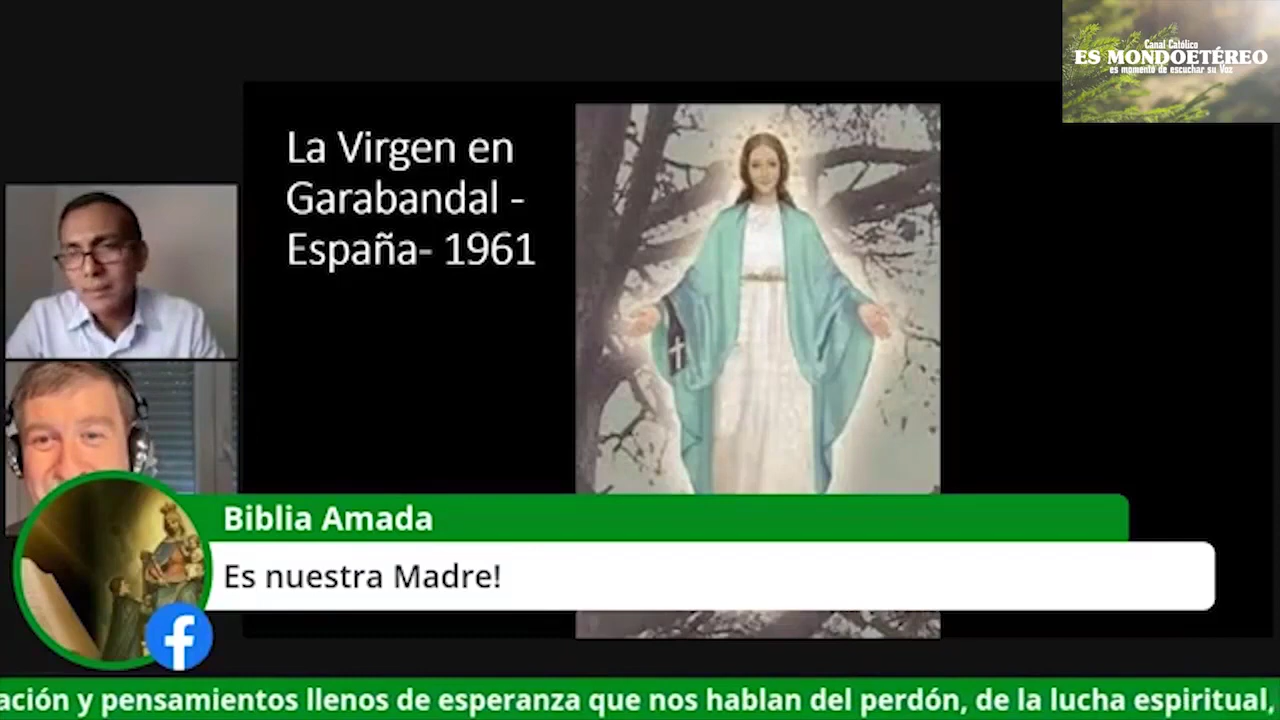 Canal Católico
ES MONDOETÉREO
es momento de escuchar su Voz
La Virgen en
Garabandal -
España- 1961
Biblia Amada
Es nuestra Madre!
ación y pensamientos llenos de esperanza que nos hablan del perdón, de la lucha espiritual,